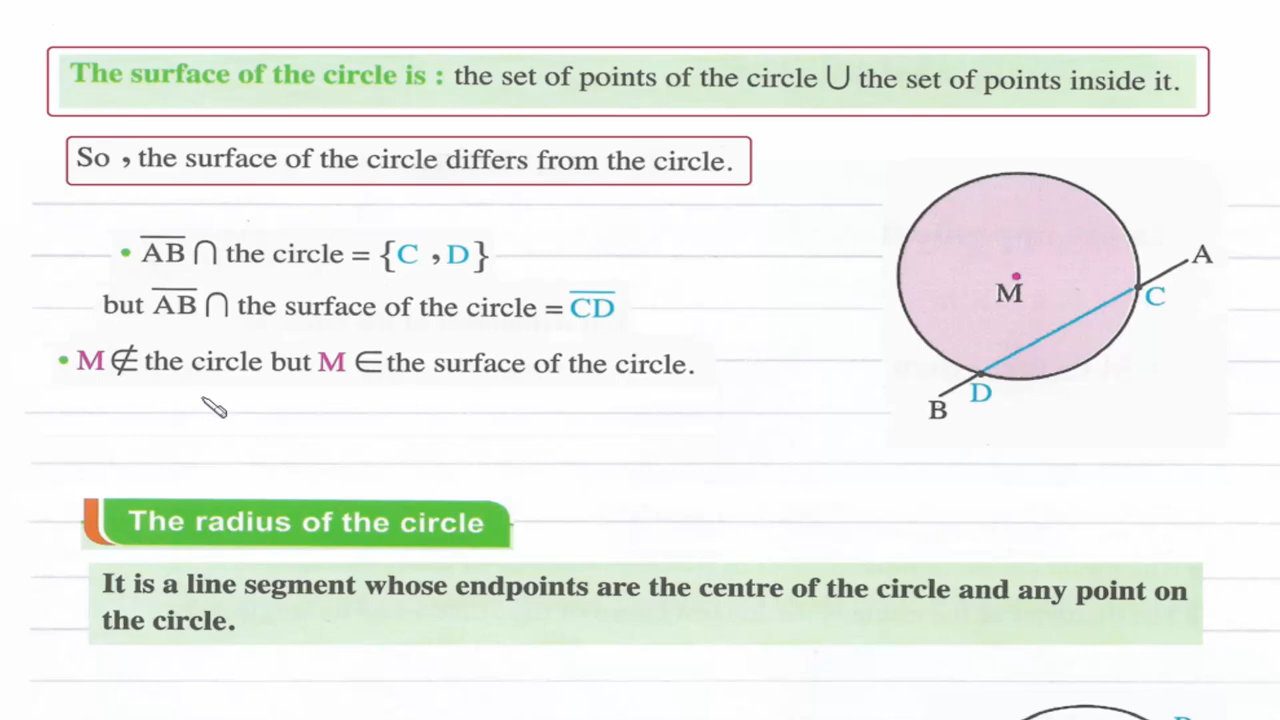 The surface of the circle is : the set of points of the circle ∪ the set of points inside it.
So , the surface of the circle differs from the circle.
• A̅B̅ ∩ the circle = {C , D}
but A̅B̅ ∩ the surface of the circle = C̅D̅
• M ∉ the circle but M ∈ the surface of the circle.
A
M
C
D
B
The radius of the circle
It is a line segment whose endpoints are the centre of the circle and any point on
the circle.